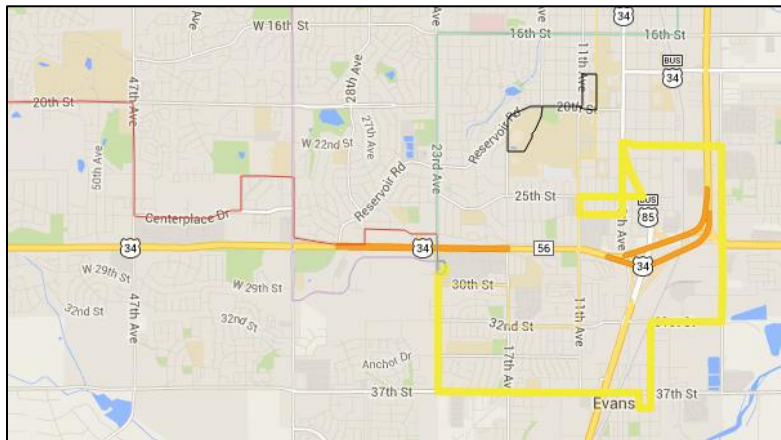 W 16th St
47th Ave
28th Ave
16th St
11th Ave
34
16th St
BUS
34
20th St
20th St
50th Ave
W 22nd St
27th Ave
Reservoir Rd
23rd Ave
Reservoir Rd
25th St
BUS
85
Centerplace Dr
34
34
56
34
W 29th St
W 29th St
30th St
32nd St
32nd St
32nd St
47th Ave
Anchor Dr
17th Av
11th Ave
37th St
37th St
Evans